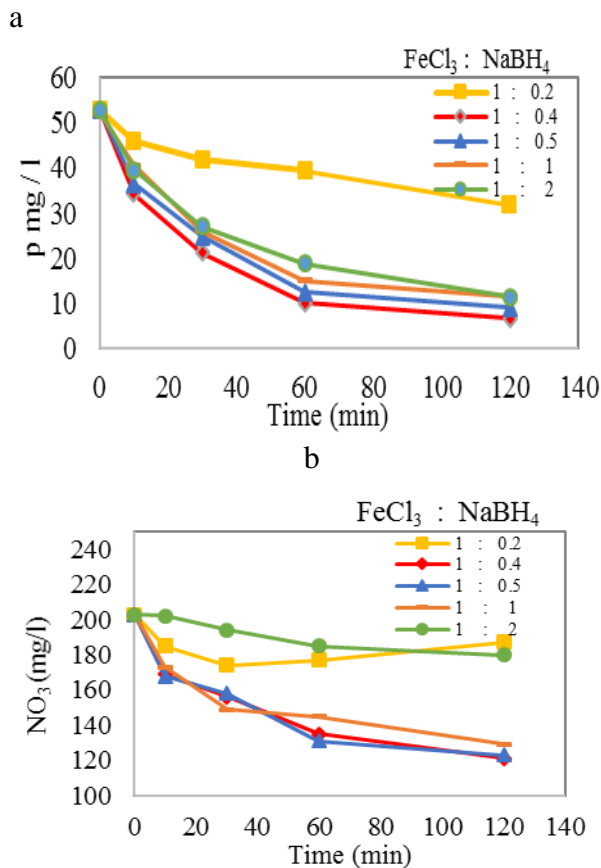 a
FeCl3 : NaBH4
60
50
40
30
20
10
0
p mg / l
1 : 0.2
1 : 0.4
1 : 0.5
1 : 1
1 : 2
0 20 40 60 80 100 120 140
Time (min)
b
FeCl3 : NaBH4
240
220
200
180
160
140
120
100
NO3 (mg/l)
1 : 0.2
1 : 0.4
1 : 0.5
1 : 1
1 : 2
0 20 40 60 80 100 120 140
Time (min)